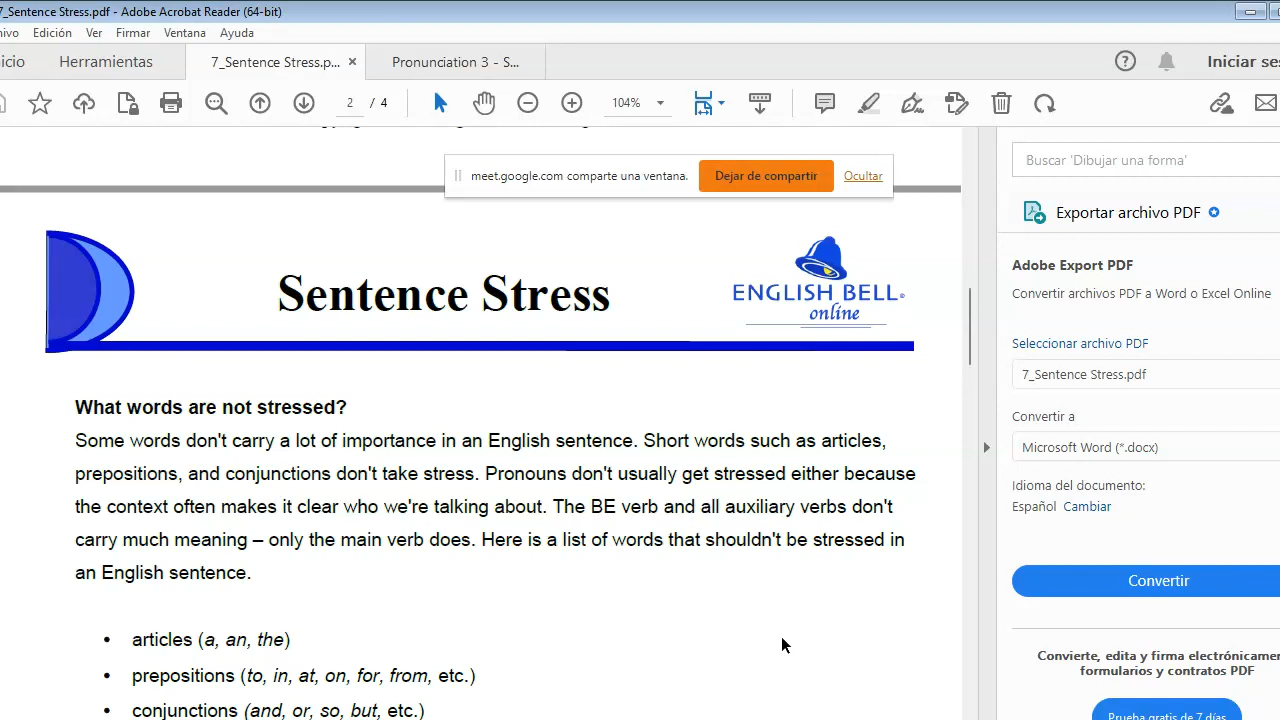 7_Sentence Stress.pdf - Adobe Acrobat Reader (64-bit)
Edición Ver Firmar Ventana Ayuda
Herramientas 7_Sentence Stress.p... × Pronunciation 3 - S... ? Iniciar
2 / 4 104%
meet.google.com comparte una ventana. Dejar de compartir Ocultar
Buscar 'Dibujar una forma'
Exportar archivo PDF
Adobe Export PDF
Convertir archivos PDF a Word o Excel Online
Seleccionar archivo PDF
7_Sentence Stress.pdf
Convertir a
Microsoft Word (*.docx)
Idioma del documento:
Español Cambiar
Convertir
Convierte, edita y firma
formularios y contratos PDF
Prueba gratis de 7 días
Sentence Stress
ENGLISH BELL®
online
What words are not stressed?
Some words don't carry a lot of importance in an English sentence. Short words such as articles,
prepositions, and conjunctions don't take stress. Pronouns don't usually get stressed either because
the context often makes it clear who we're talking about. The BE verb and all auxiliary verbs don't
carry much meaning – only the main verb does. Here is a list of words that shouldn't be stressed in
an English sentence.
• articles (a, an, the)
• prepositions (to, in, at, on, for, from, etc.)
• conjunctions (and, or, so, but, etc.)